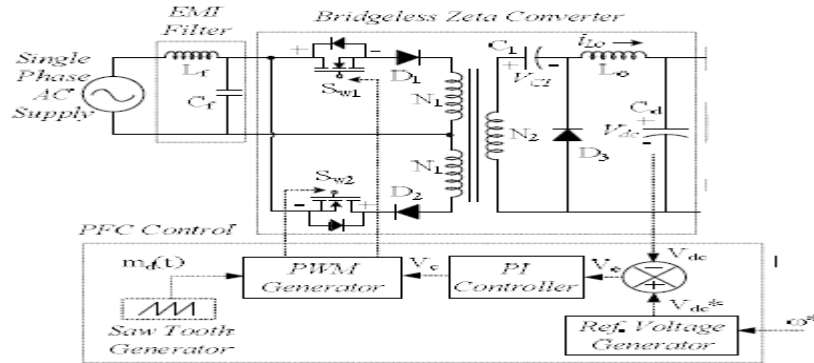 EMI
Filter
Bridgeless Zeta Converter
Single
Phase
AC
Supply
Lf
Cf
+
-
Sw1
D1
N1
N1
N2
Sw2
-
+
D2
C1
+
-
VC1
iLo
Lo
D3
Cd
+
Vdc
-
PFC Control
md(t)
Saw Tooth
Generator
PWM
Generator
Vc
PI
Controller
Ve
-
+
Vdc
Vdc*
Ref. Voltage
Generator
ω*